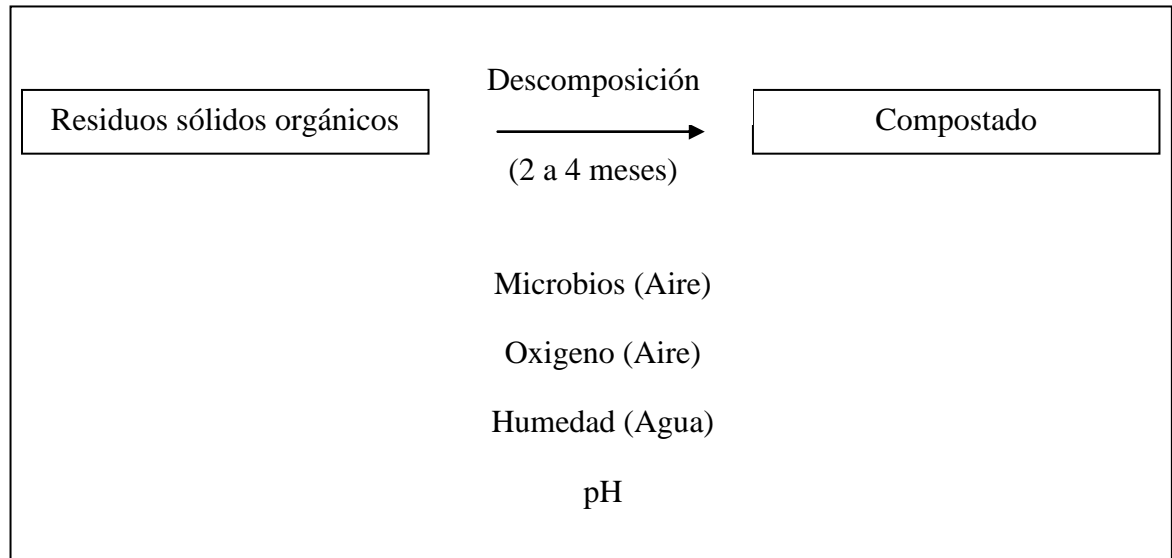 Descomposición
Residuos sólidos orgánicos
Compostado
(2 a 4 meses)
Microbios (Aire)
Oxigeno (Aire)
Humedad (Agua)
pH